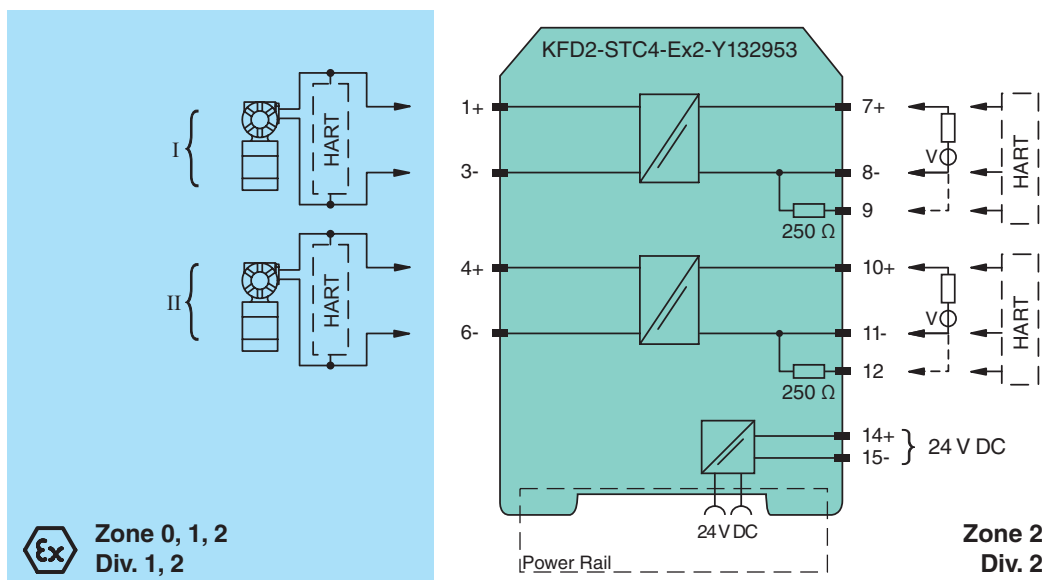 KFD2-STC4-Ex2-Y132953
I
HART
1+
3-
7+
8-
9
250 Ω
V
HART
II
HART
4+
6-
10+
11-
12
250 Ω
V
HART
14+
15-
24 V DC
24 V DC
Power Rail
Ex
Zone 0, 1, 2
Div. 1, 2
Zone 2
Div. 2